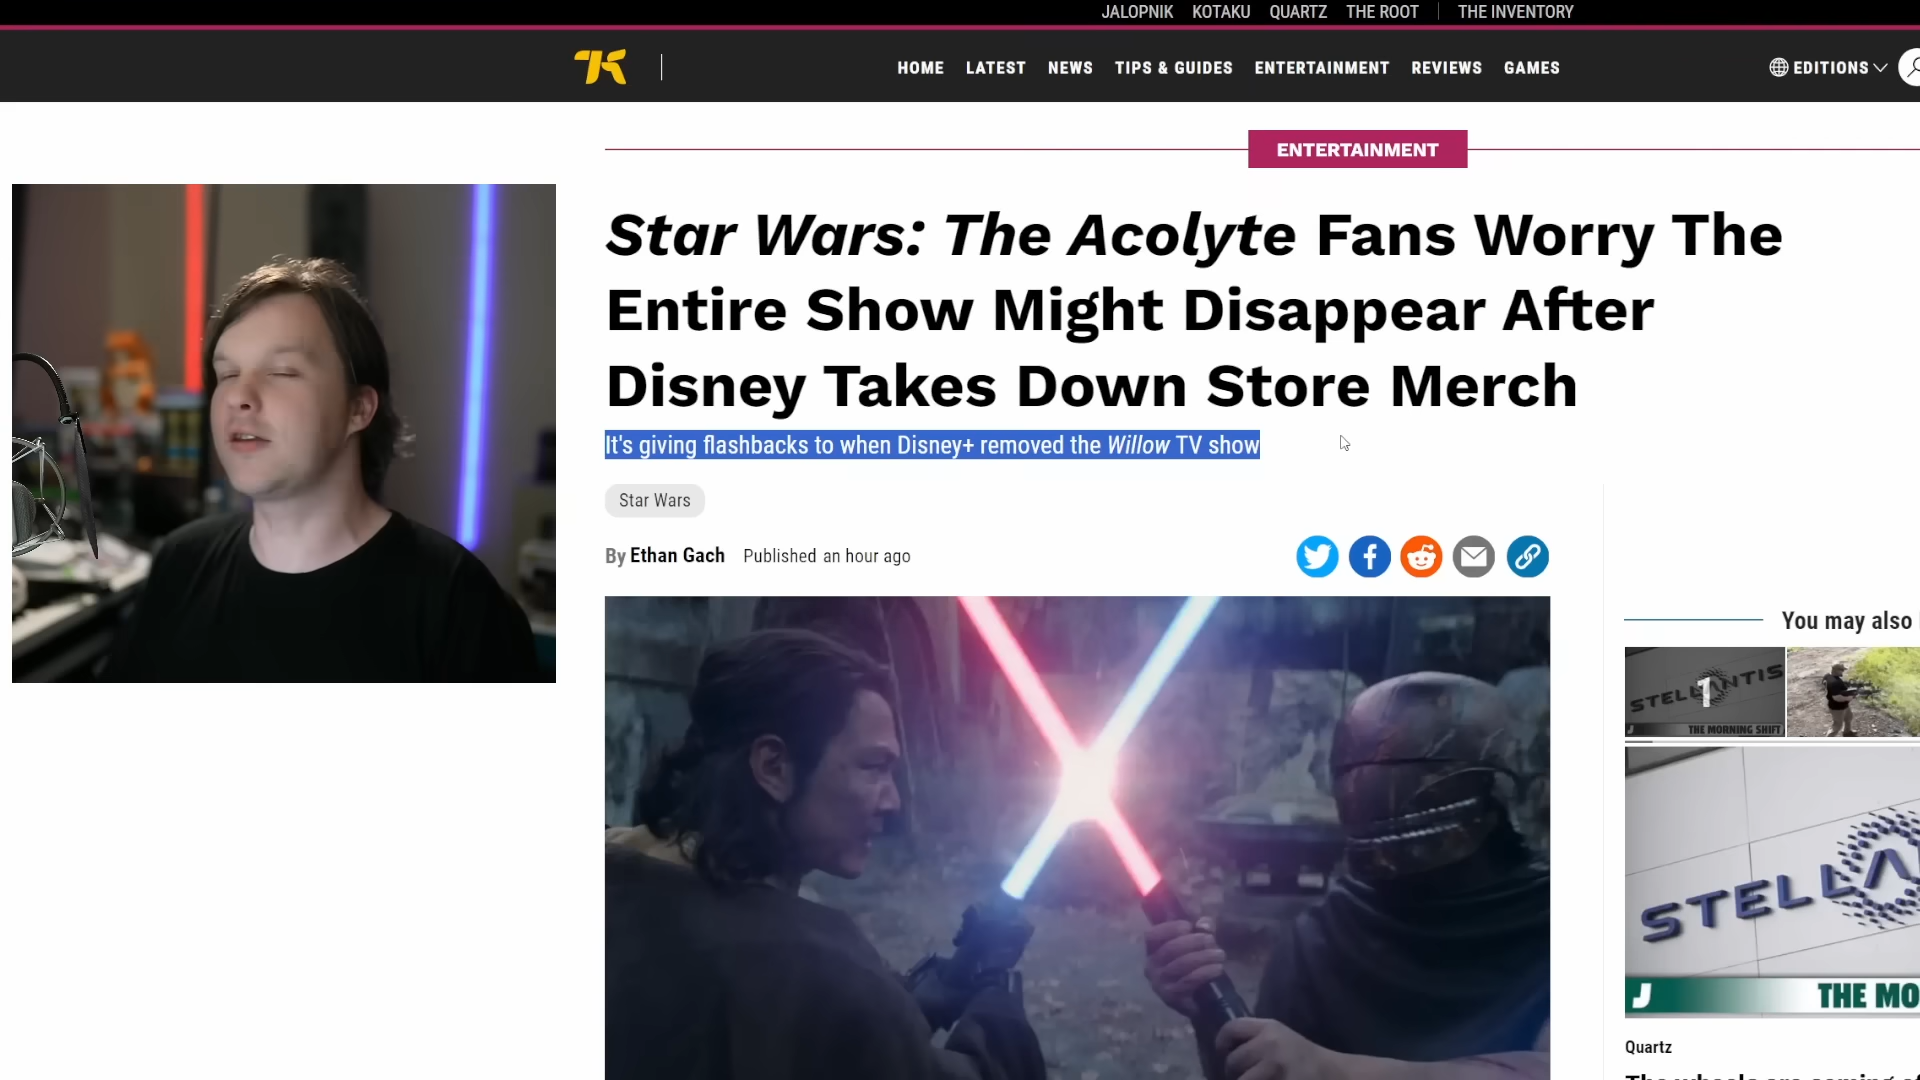 JALOPNIK KOTAKU QUARTZ THE ROOT THE INVENTORY
HOME LATEST NEWS TIPS & GUIDES ENTERTAINMENT REVIEWS GAMES
EDITIONS
ENTERTAINMENT
Star Wars: The Acolyte Fans Worry The
Entire Show Might Disappear After
Disney Takes Down Store Merch
It's giving flashbacks to when Disney+ removed the Willow TV show
Star Wars
By Ethan Gach Published an hour ago
You may also
STELLANTIS
1
THE MORNING SHIFT
STELLA
THE MO
Quartz